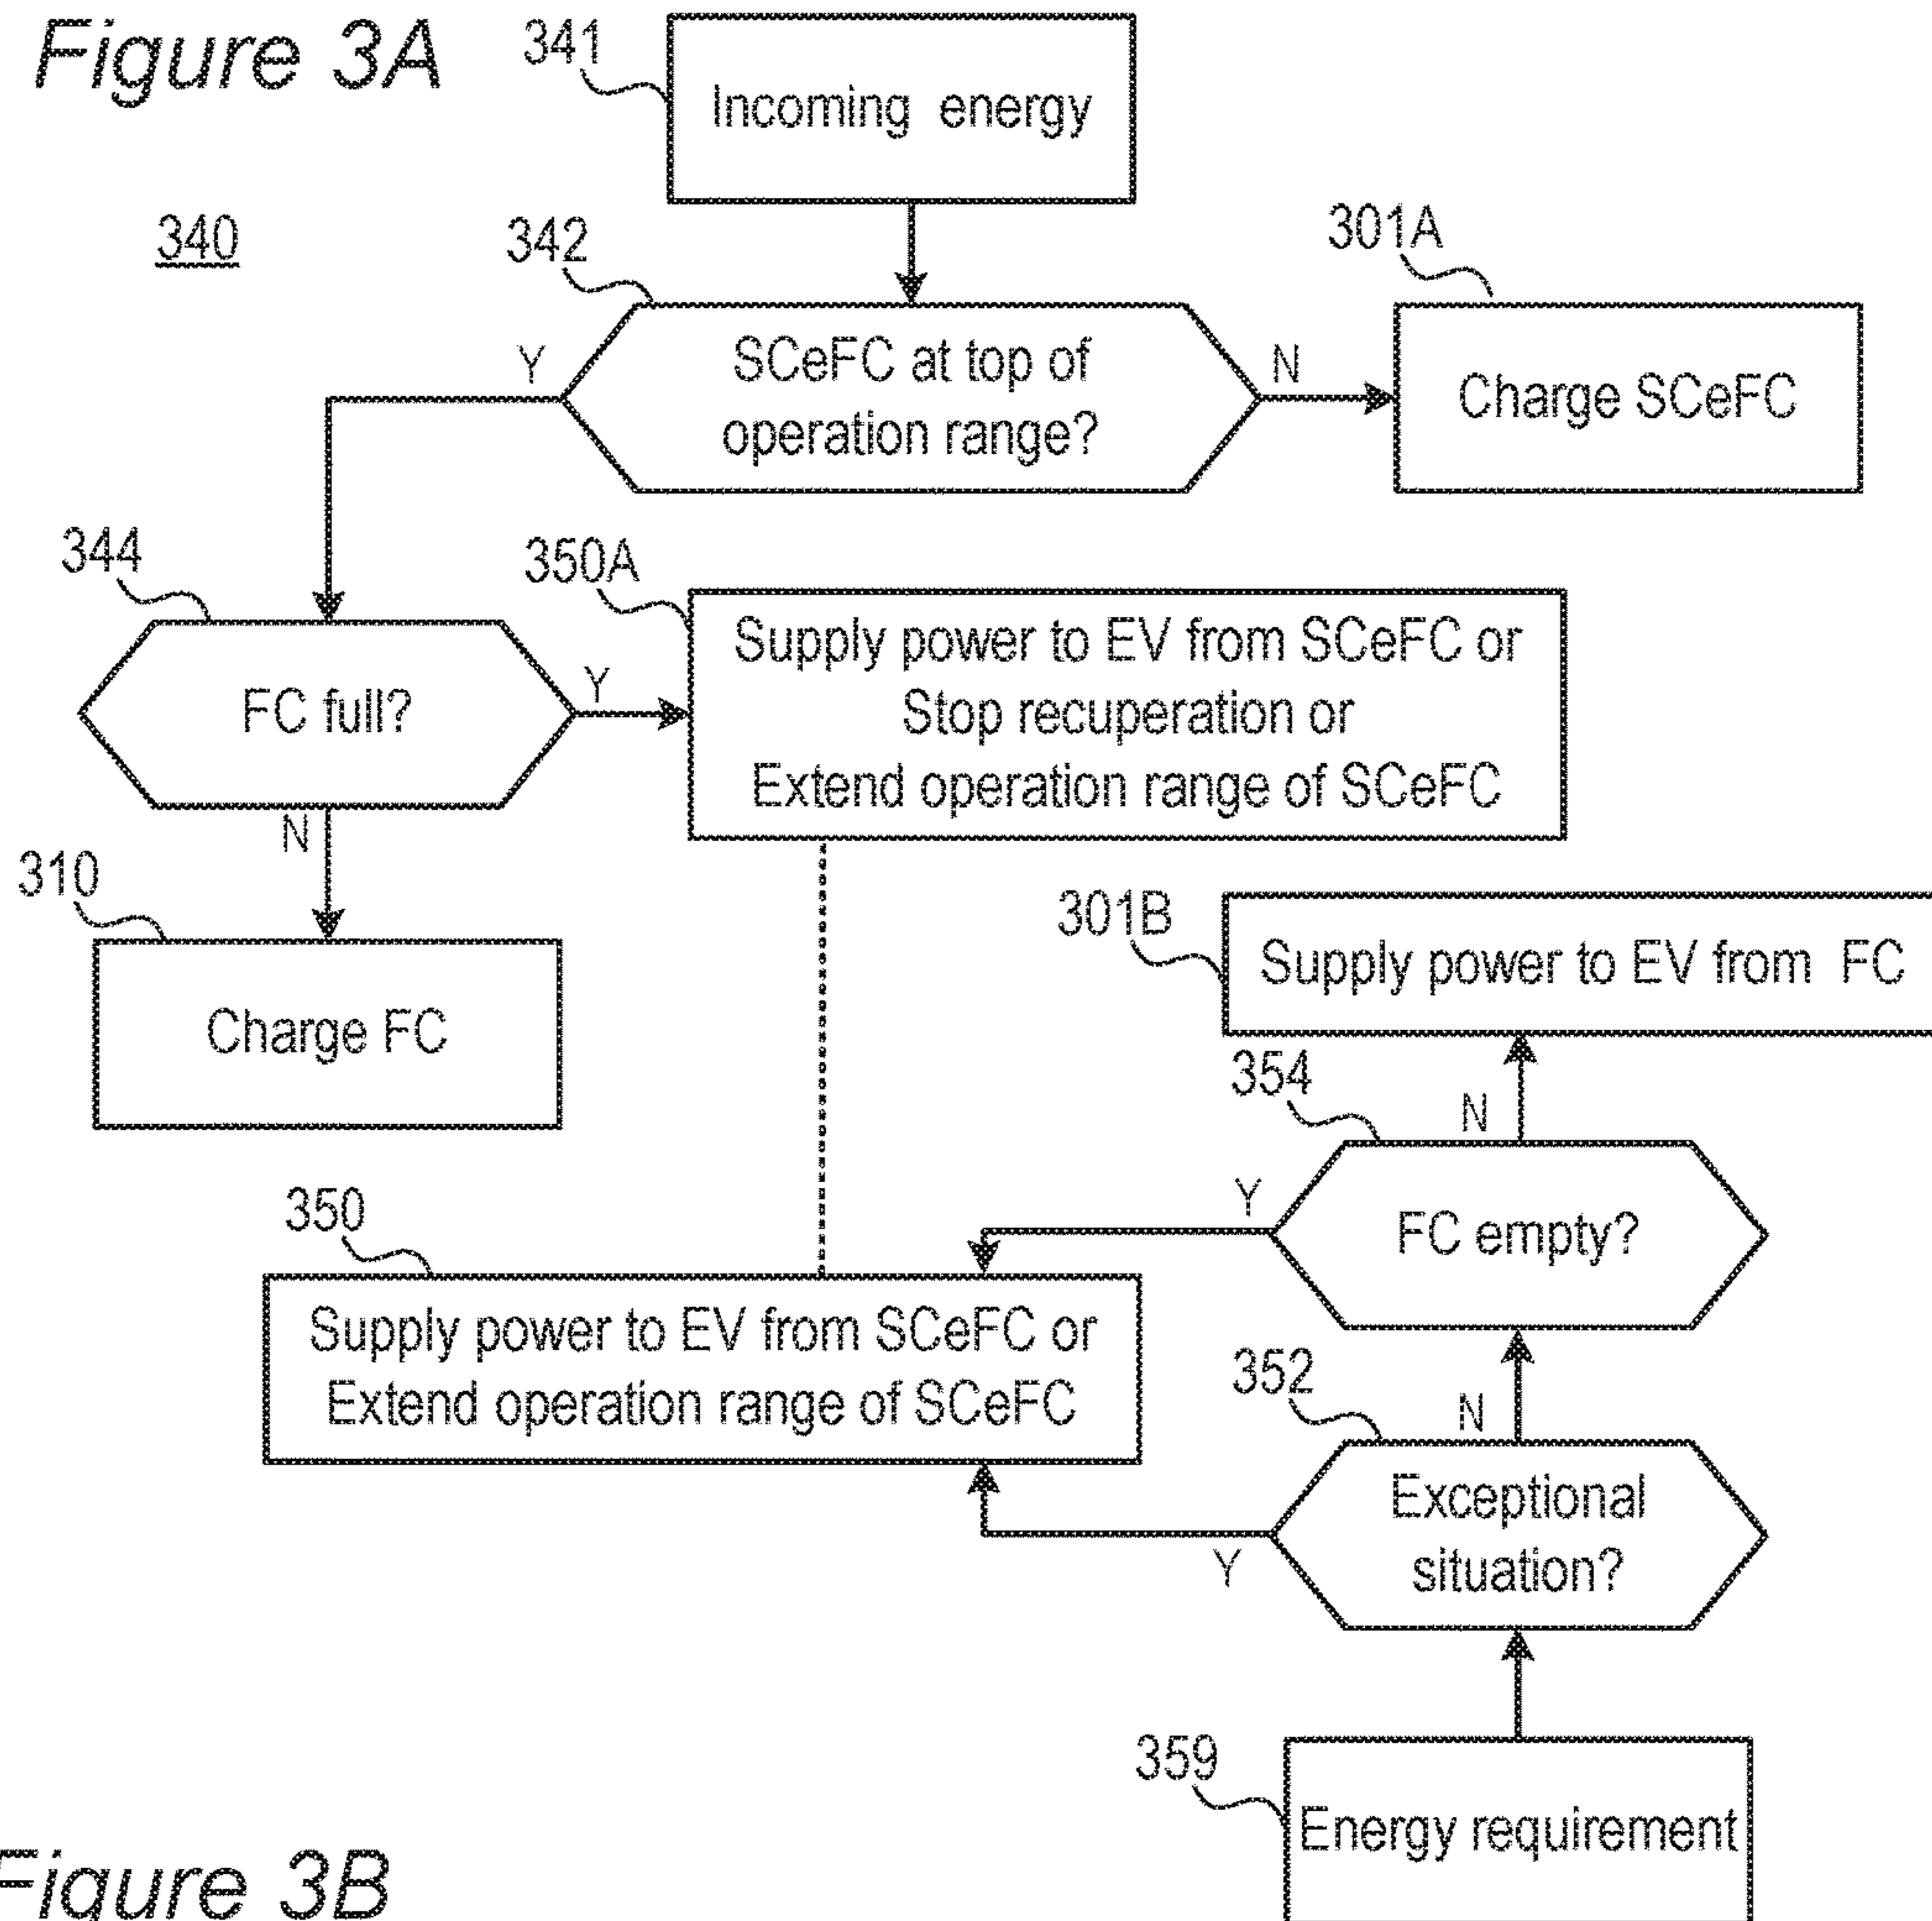 Figure 3A
341
Incoming energy
340
342
301A
Y
SCeFC at top of
operation range?
N
Charge SCeFC
344
350A
FC full?
Y
Supply power to EV from SCeFC or
Stop recuperation or
Extend operation range of SCeFC
N
310
Charge FC
301B
Supply power to EV from FC
354
N
Y
FC empty?
350
Supply power to EV from SCeFC or
Extend operation range of SCeFC
352
N
Exceptional
situation?
Y
359
Energy requirement
Figure 3B